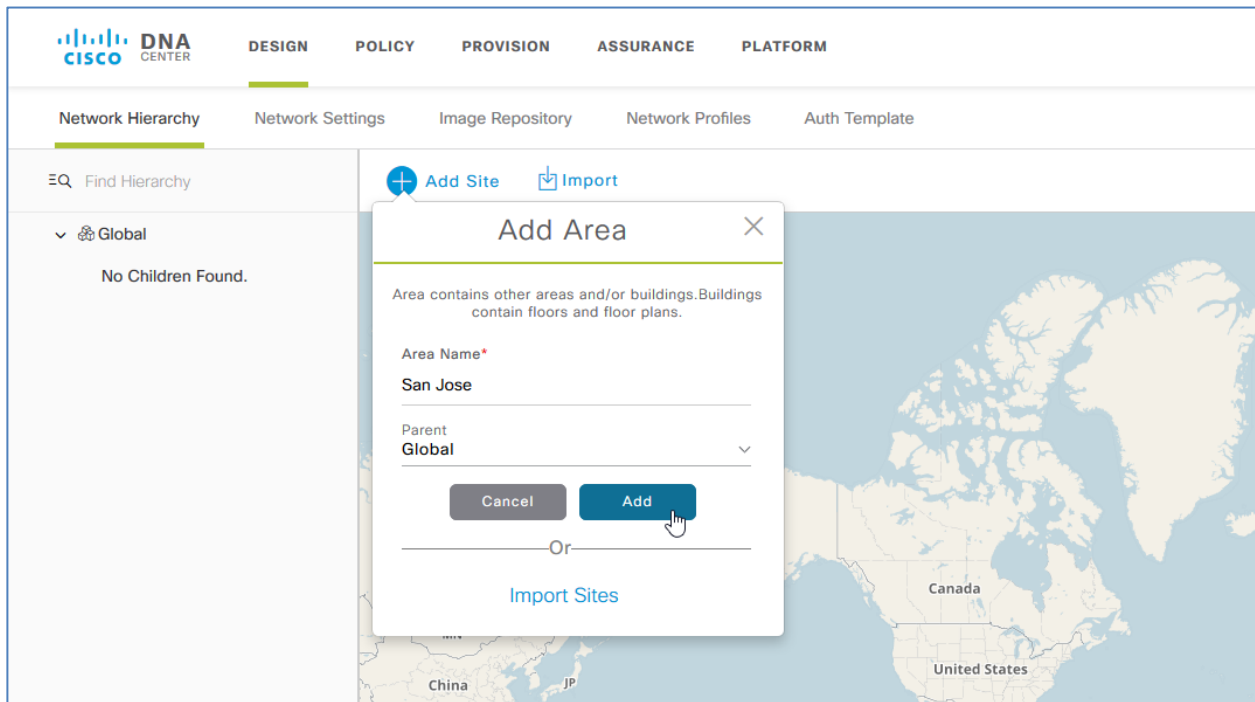 CISCO DNA CENTER
DESIGN POLICY PROVISION ASSURANCE PLATFORM
Network Hierarchy Network Settings Image Repository Network Profiles Auth Template
Find Hierarchy
Add Site Import
Global
No Children Found.
Add Area
Area contains other areas and/or buildings.Buildings
contain floors and floor plans.
Area Name*
San Jose
Parent
Global
Cancel Add
Or
Import Sites
Canada
United States
China
JP